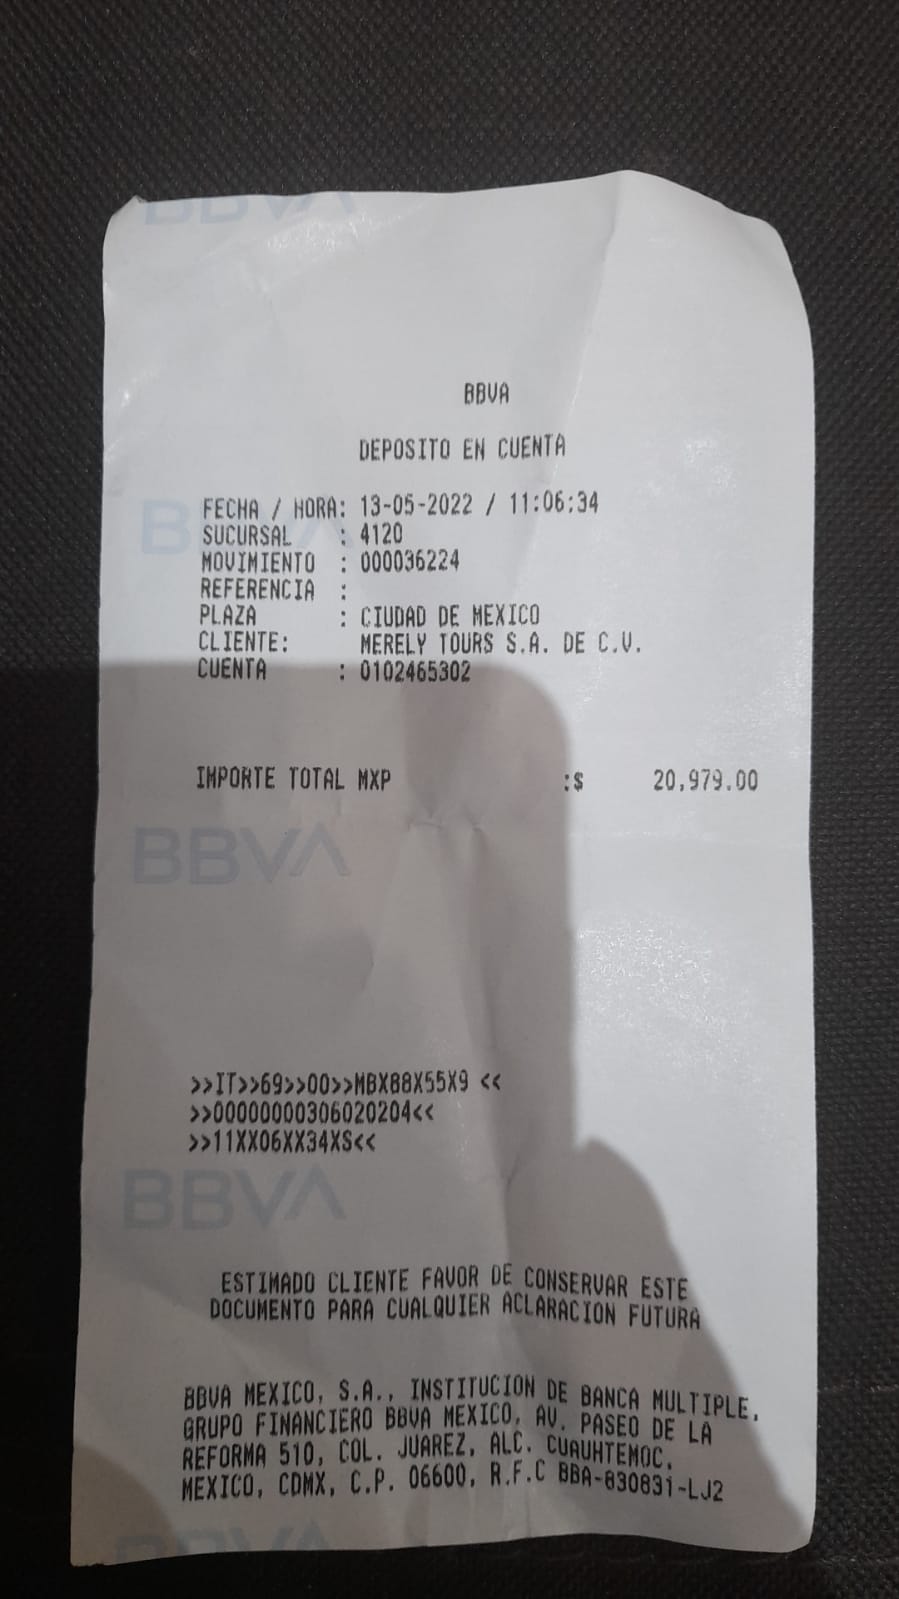 BBVA
BBVA
DEPOSITO EN CUENTA
BBVA
FECHA / HORA: 13-05-2022 / 11:06:34
SUCURSAL : 4120
MOVIMIENTO : 000036224
REFERENCIA :
PLAZA : CIUDAD DE MEXICO
CLIENTE: MERELY TOURS S.A. DE C.V.
CUENTA : 0102465302
IMPORTE TOTAL MXP :$ 20,979.00
BBVA
>>IT>>69>>00>>MBX88X55X9 <<
>>00000000306020204<<
>>11XX06XX34XS<<
BBVA
ESTIMADO CLIENTE FAVOR DE CONSERVAR ESTE
DOCUMENTO PARA CUALQUIER ACLARACION FUTURA
BBVA MEXICO, S.A., INSTITUCION DE BANCA MULTIPLE,
GRUPO FINANCIERO BBVA MEXICO, AV. PASEO DE LA
REFORMA 510, COL. JUAREZ, ALC. CUAUHTEMOC,
MEXICO, CDMX, C.P. 06600, R.F.C BBA-830831-LJ2
BBVA